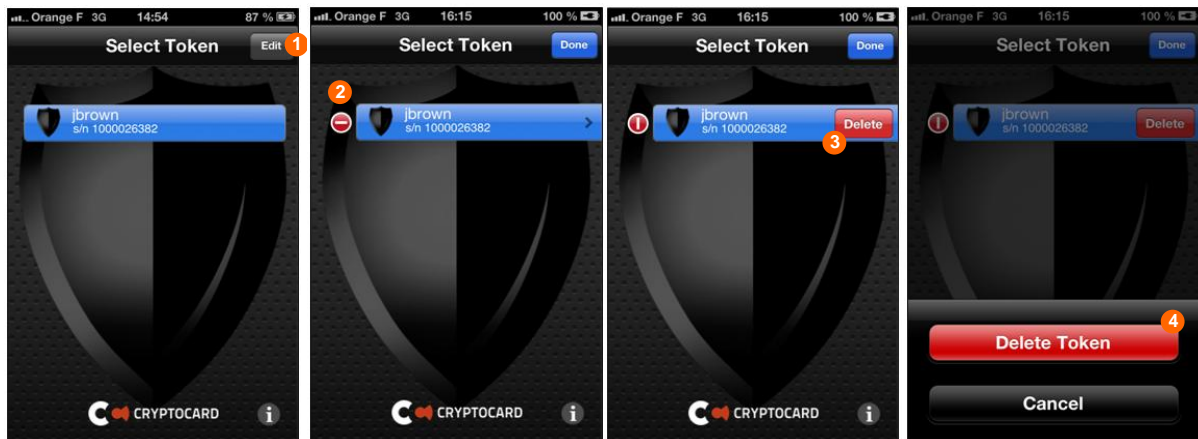 Orange F 3G 14:54 87 %
Select Token
Edit
1
jbrown
s/n 1000026382
CRYPTOCARD
i
Orange F 3G 16:15 100 %
Select Token
Done
2
jbrown
s/n 1000026382
CRYPTOCARD
i
Orange F 3G 16:15 100 %
Select Token
Done
jbrown
s/n 1000026382
Delete
3
CRYPTOCARD
i
Orange F 3G 16:15 100 %
Select Token
Done
jbrown
s/n 1000026382
Delete
4
Delete Token
Cancel